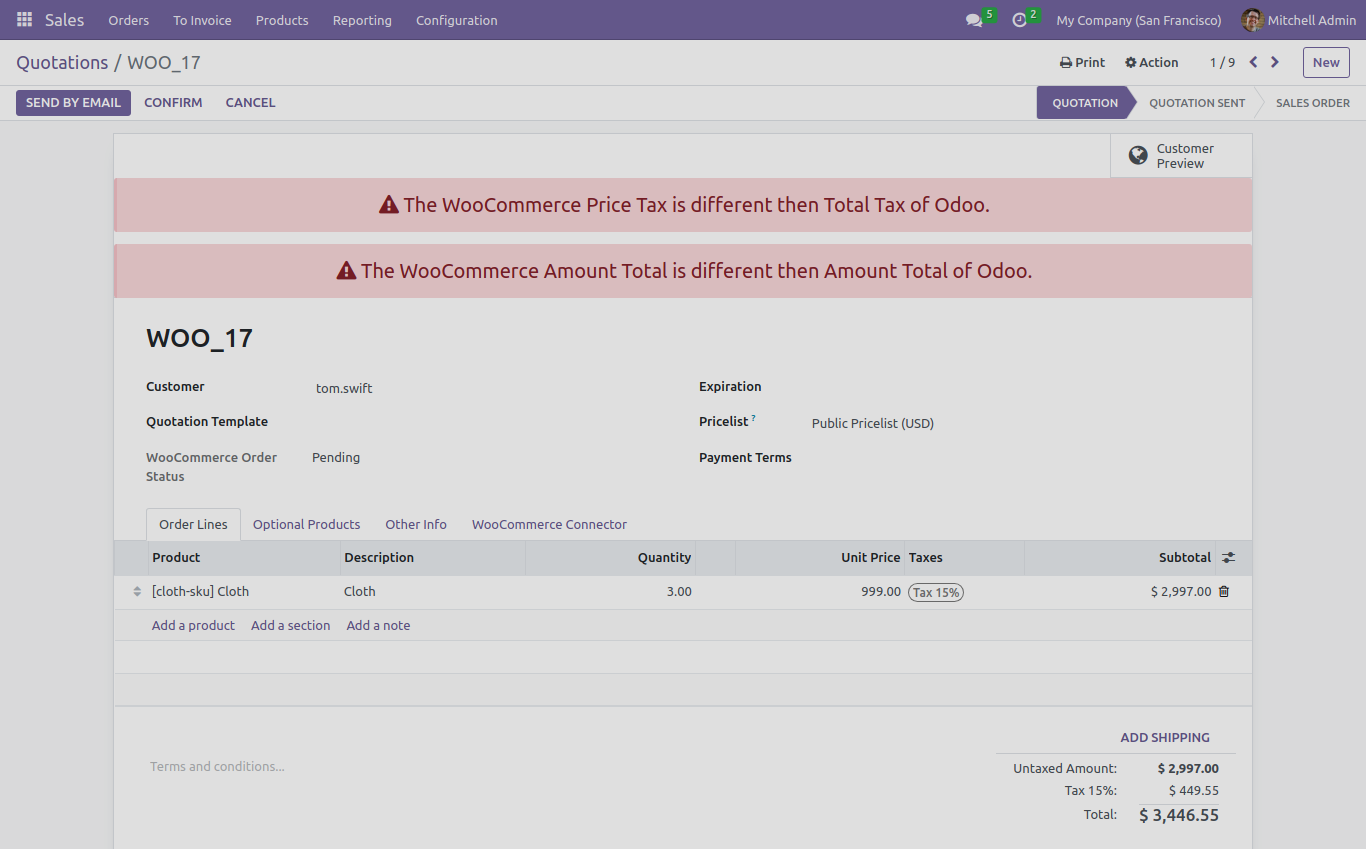 Sales Orders To Invoice Products Reporting Configuration 5 2 My Company (San Francisco) Mitchell Admin
Quotations / WOO_17 Print Action 1 / 9 New
SEND BY EMAIL CONFIRM CANCEL QUOTATION QUOTATION SENT SALES ORDER
Customer
Preview
The WooCommerce Price Tax is different then Total Tax of Odoo.
The WooCommerce Amount Total is different then Amount Total of Odoo.
WOO_17
Customer tom.swift Expiration
Quotation Template Pricelist ? Public Pricelist (USD)
WooCommerce Order Pending Payment Terms
Status
Order Lines Optional Products Other Info WooCommerce Connector
Product Description Quantity Unit Price Taxes Subtotal
[cloth-sku] Cloth Cloth 3.00 999.00 Tax 15% $ 2,997.00
Add a product Add a section Add a note
ADD SHIPPING
Terms and conditions... Untaxed Amount: $ 2,997.00
Tax 15%: $ 449.55
Total: $ 3,446.55